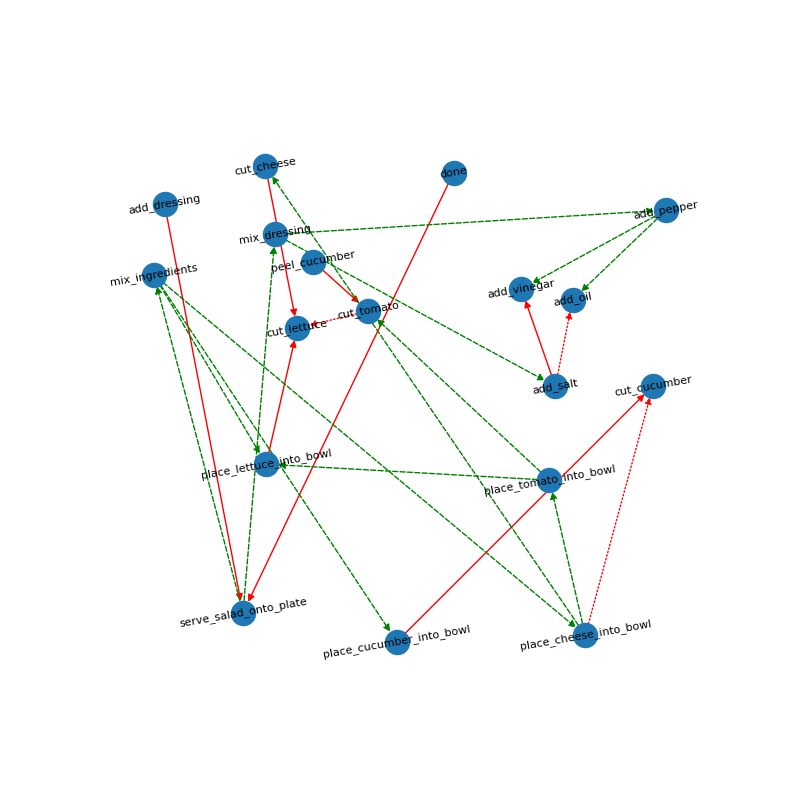 cut_cheese
done
add_dressing
add_pepper
mix_dressing
peel_cucumber
mix_ingredients
add_vinegar
add_oil
cut_tomato
cut_lettuce
add_salt
cut_cucumber
place_lettuce_into_bowl
place_tomato_into_bowl
serve_salad_onto_plate
place_cucumber_into_bowl
place_cheese_into_bowl